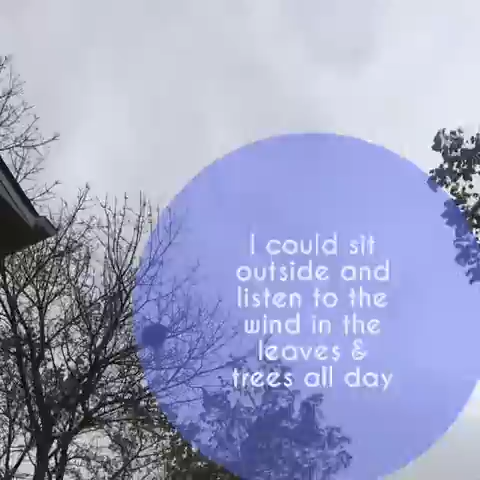 I could sit
outside and
listen to the
wind in the
leaves &
trees all day